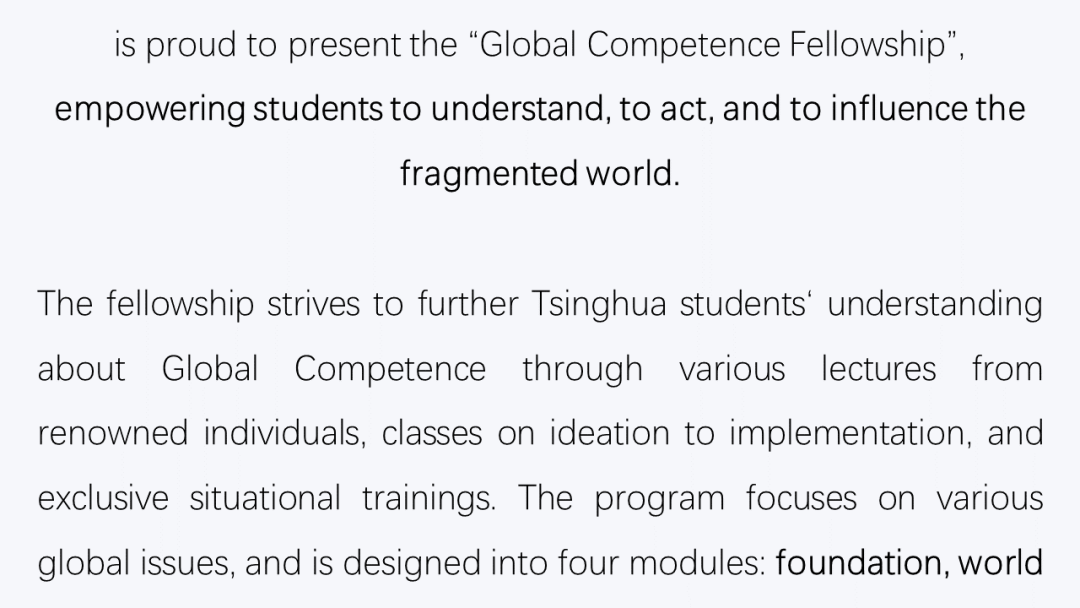 is proud to present the “Global Competence Fellowship”,
empowering students to understand, to act, and to influence the
fragmented world.
The fellowship strives to further Tsinghua students‘ understanding
about Global Competence through various lectures from
renowned individuals, classes on ideation to implementation, and
exclusive situational trainings. The program focuses on various
global issues, and is designed into four modules: foundation, world